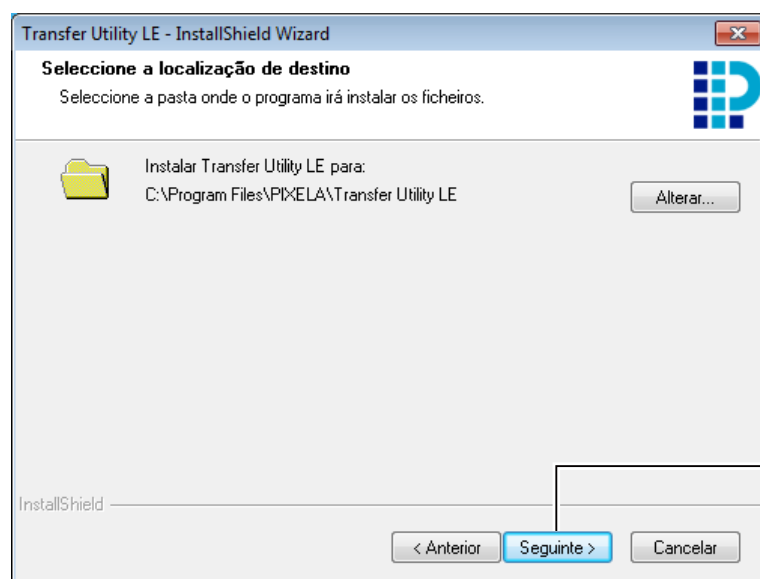 Transfer Utility LE - InstallShield Wizard
Seleccione a localização de destino
Seleccione a pasta onde o programa irá instalar os ficheiros.
Instalar Transfer Utility LE para:
C:\Program Files\PIXELA\Transfer Utility LE
Alterar...
InstallShield
< Anterior
Seguinte >
Cancelar